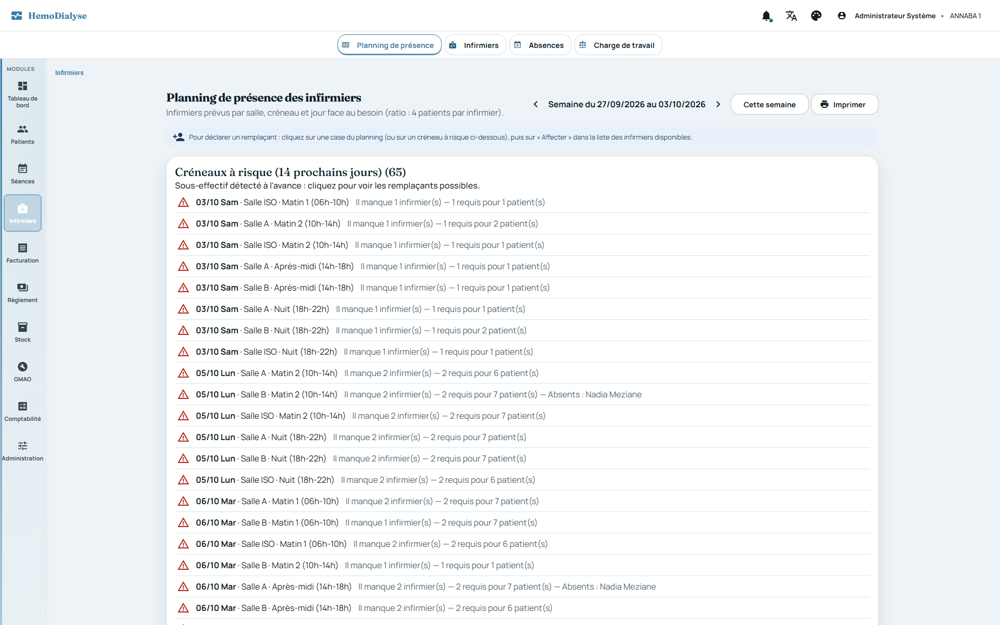 HemoDialyse
Administrateur Système • ANNABA 1
Planning de présence
Infirmiers
Absences
Charge de travail
MODULES
Tableau de bord
Patients
Séances
Infirmiers
Facturation
Règlement
Stock
GMAO
Comptabilité
Administration
Infirmiers
Planning de présence des infirmiers
Infirmiers prévus par salle, créneau et jour face au besoin (ratio : 4 patients par infirmier).
Semaine du 27/09/2026 au 03/10/2026
Cette semaine
Imprimer
Pour déclarer un remplaçant : cliquez sur une case du planning (ou sur un créneau à risque ci-dessous), puis sur « Affecter » dans la liste des infirmiers disponibles.
Créneaux à risque (14 prochains jours) (65)
Sous-effectif détecté à l'avance : cliquez pour voir les remplaçants possibles.
03/10 Sam · Salle ISO · Matin 1 (06h-10h) Il manque 1 infirmier(s) — 1 requis pour 1 patient(s)
03/10 Sam · Salle A · Matin 2 (10h-14h) Il manque 1 infirmier(s) — 1 requis pour 2 patient(s)
03/10 Sam · Salle ISO · Matin 2 (10h-14h) Il manque 1 infirmier(s) — 1 requis pour 1 patient(s)
03/10 Sam · Salle A · Après-midi (14h-18h) Il manque 1 infirmier(s) — 1 requis pour 1 patient(s)
03/10 Sam · Salle B · Après-midi (14h-18h) Il manque 1 infirmier(s) — 1 requis pour 1 patient(s)
03/10 Sam · Salle A · Nuit (18h-22h) Il manque 1 infirmier(s) — 1 requis pour 1 patient(s)
03/10 Sam · Salle B · Nuit (18h-22h) Il manque 1 infirmier(s) — 1 requis pour 2 patient(s)
03/10 Sam · Salle ISO · Nuit (18h-22h) Il manque 1 infirmier(s) — 1 requis pour 1 patient(s)
05/10 Lun · Salle A · Matin 2 (10h-14h) Il manque 2 infirmier(s) — 2 requis pour 6 patient(s)
05/10 Lun · Salle B · Matin 2 (10h-14h) Il manque 2 infirmier(s) — 2 requis pour 7 patient(s) — Absents : Nadia Meziane
05/10 Lun · Salle ISO · Matin 2 (10h-14h) Il manque 2 infirmier(s) — 2 requis pour 7 patient(s)
05/10 Lun · Salle A · Nuit (18h-22h) Il manque 2 infirmier(s) — 2 requis pour 7 patient(s)
05/10 Lun · Salle B · Nuit (18h-22h) Il manque 2 infirmier(s) — 2 requis pour 7 patient(s)
05/10 Lun · Salle ISO · Nuit (18h-22h) Il manque 2 infirmier(s) — 2 requis pour 6 patient(s)
06/10 Mar · Salle A · Matin 1 (06h-10h) Il manque 2 infirmier(s) — 2 requis pour 7 patient(s)
06/10 Mar · Salle B · Matin 1 (06h-10h) Il manque 1 infirmier(s) — 2 requis pour 7 patient(s)
06/10 Mar · Salle ISO · Matin 1 (06h-10h) Il manque 2 infirmier(s) — 2 requis pour 6 patient(s)
06/10 Mar · Salle B · Matin 2 (10h-14h) Il manque 1 infirmier(s) — 1 requis pour 1 patient(s)
06/10 Mar · Salle A · Après-midi (14h-18h) Il manque 2 infirmier(s) — 2 requis pour 7 patient(s) — Absents : Nadia Meziane
06/10 Mar · Salle B · Après-midi (14h-18h) Il manque 2 infirmier(s) — 2 requis pour 6 patient(s)